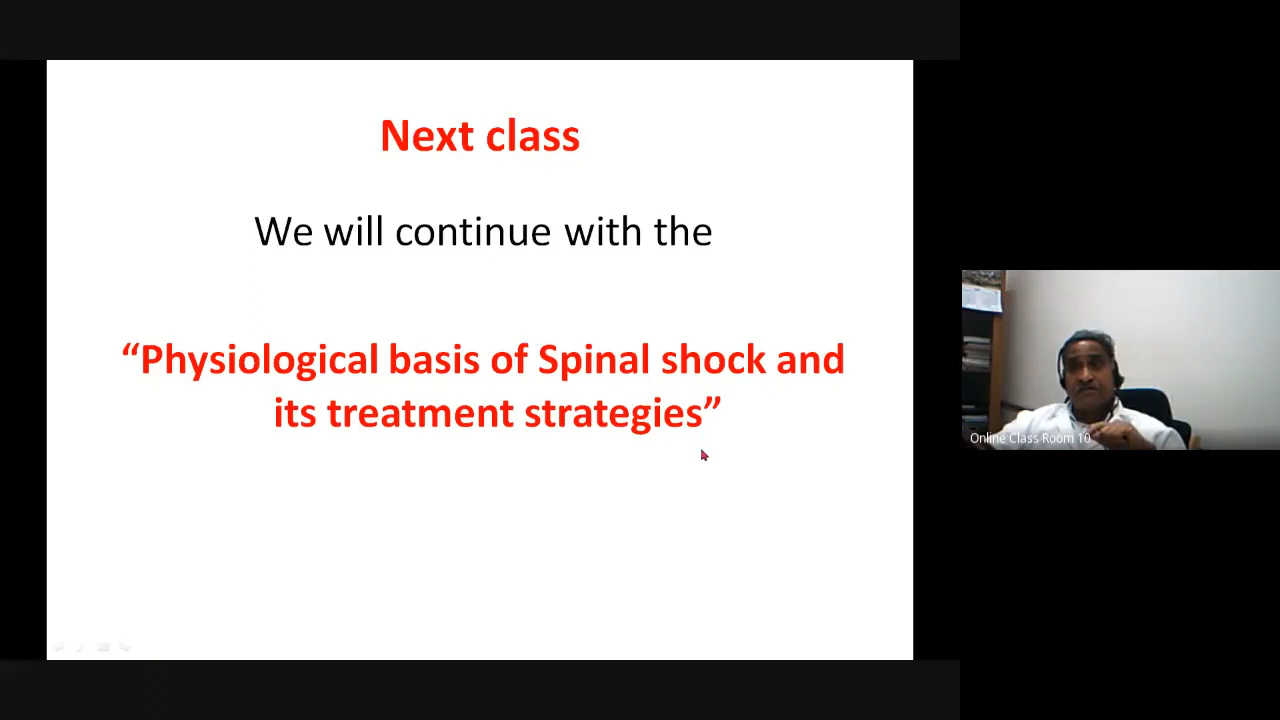 Next class
We will continue with the
“Physiological basis of Spinal shock and
its treatment strategies”
Online Class Room 10